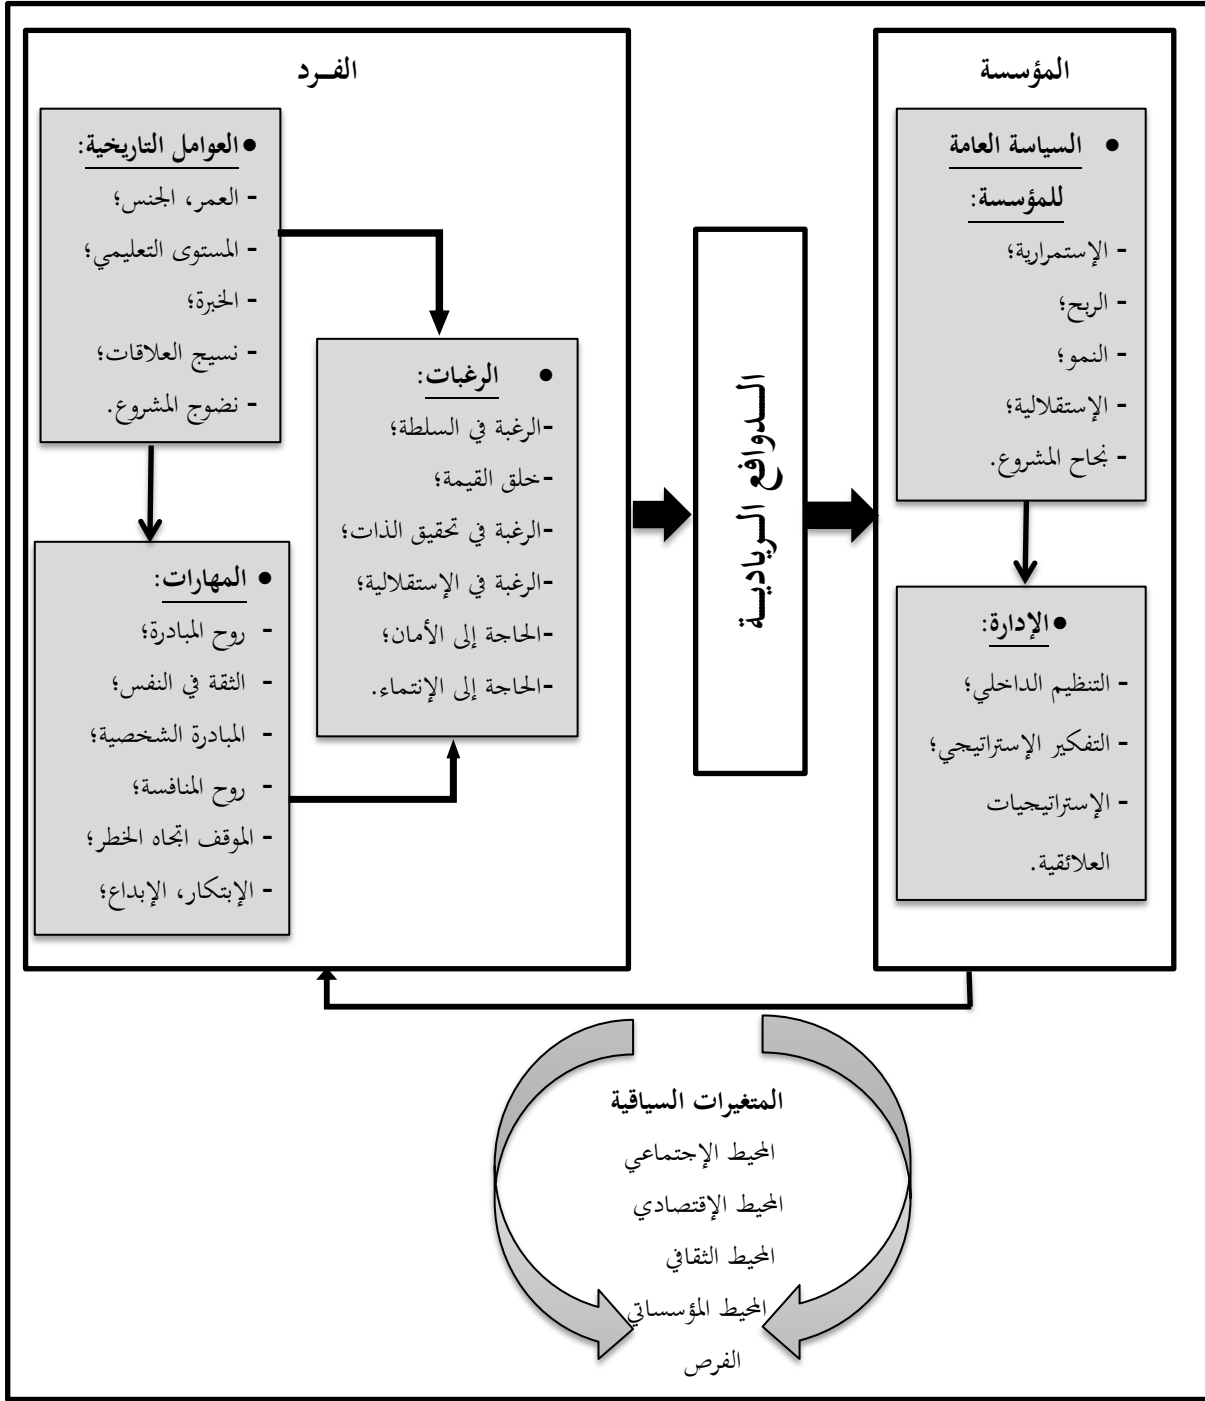 المؤسسة
● السياسة العامة
للمؤسسة:
- الإستمرارية؛
- الربح؛
- النمو؛
- الإستقلالية؛
- نجاح المشروع.
●الإدارة:
- التنظيم الداخلي؛
- التفكير الإستراتيجي؛
- الإستراتيجيات
العلائقية.
الـدوافع الـرياديـة
الفـرد
●العوامل التاريخية:
- العمر، الجنس؛
- المستوى التعليمي؛
- الخبرة؛
- نسيج العلاقات؛
- نضوج المشروع.
● الرغبات:
-الرغبة في السلطة؛
-خلق القيمة؛
-الرغبة في تحقيق الذات؛
-الرغبة في الإستقلالية؛
-الحاجة إلى الأمان؛
-الحاجة إلى الإنتماء.
● المهارات:
- روح المبادرة؛
- الثقة في النفس؛
- المبادرة الشخصية؛
- روح المنافسة؛
- الموقف اتجاه الخطر؛
- الإبتكار، الإبداع؛
المتغيرات السياقية
المحيط الإجتماعي
المحيط الإقتصادي
المحيط الثقافي
المحيط المؤسساتي
الفرص